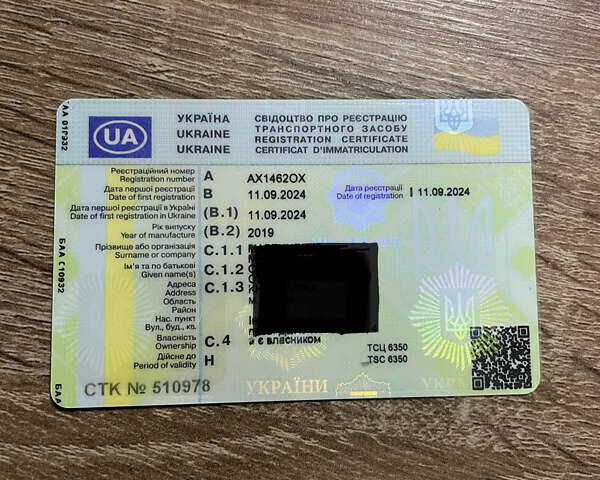 УКРАЇНА
UKRAINE
UKRAINE
СВІДОЦТВО ПРО РЕЄСТРАЦІЮ
ТРАНСПОРТНОГО ЗАСОБУ
REGISTRATION CERTIFICATE
CERTIFICAT D'IMMATRICULATION
UA
Реєстраційний номер
Registration number A AX1462OX
Дата першої реєстрації
Date of first registration B 11.09.2024
Дата реєстрації
Date of registration I 11.09.2024
Дата першої реєстрації в Україні
Date of first registration in Ukraine (B.1) 11.09.2024
Рік випуску
Year of manufacture (B.2) 2019
Прізвище або організація
Surname or company C.1.1
Ім'я та по батькові
Given name(s) C.1.2
Адреса C.1.3
Address
Область
Район
Нас. пункт
Вул., буд., кв.
Власність C.4 є власником
Ownership
Дійсне до H
Period of validity
ТСЦ 6350
TSC 6350
СТК № 510978
УКРАЇНИ